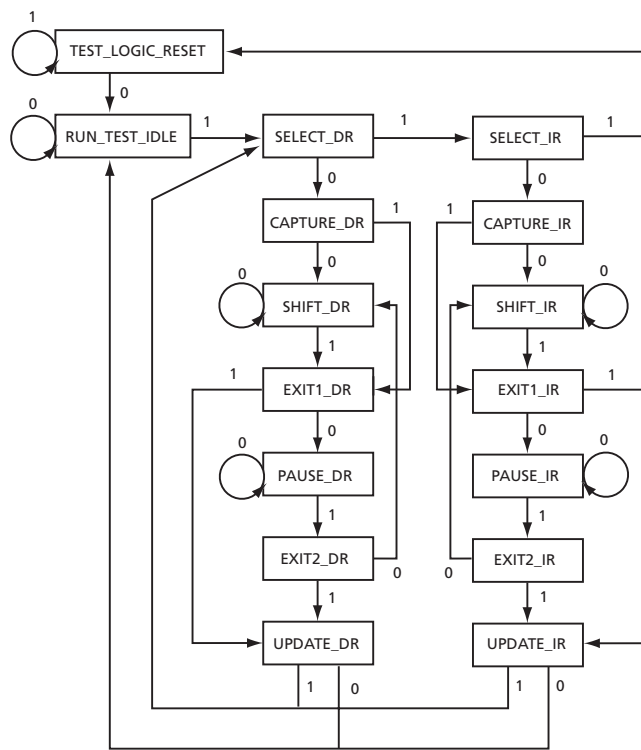 1
TEST_LOGIC_RESET
0
0
RUN_TEST_IDLE
1
SELECT_DR
1
SELECT_IR
1
0
0
CAPTURE_DR
1
1
CAPTURE_IR
0
0
0
SHIFT_DR
SHIFT_IR
0
1
1
1
EXIT1_DR
EXIT1_IR
1
0
0
0
PAUSE_DR
PAUSE_IR
0
1
1
EXIT2_DR
0
0
EXIT2_IR
1
1
UPDATE_DR
UPDATE_IR
1
0
1
0